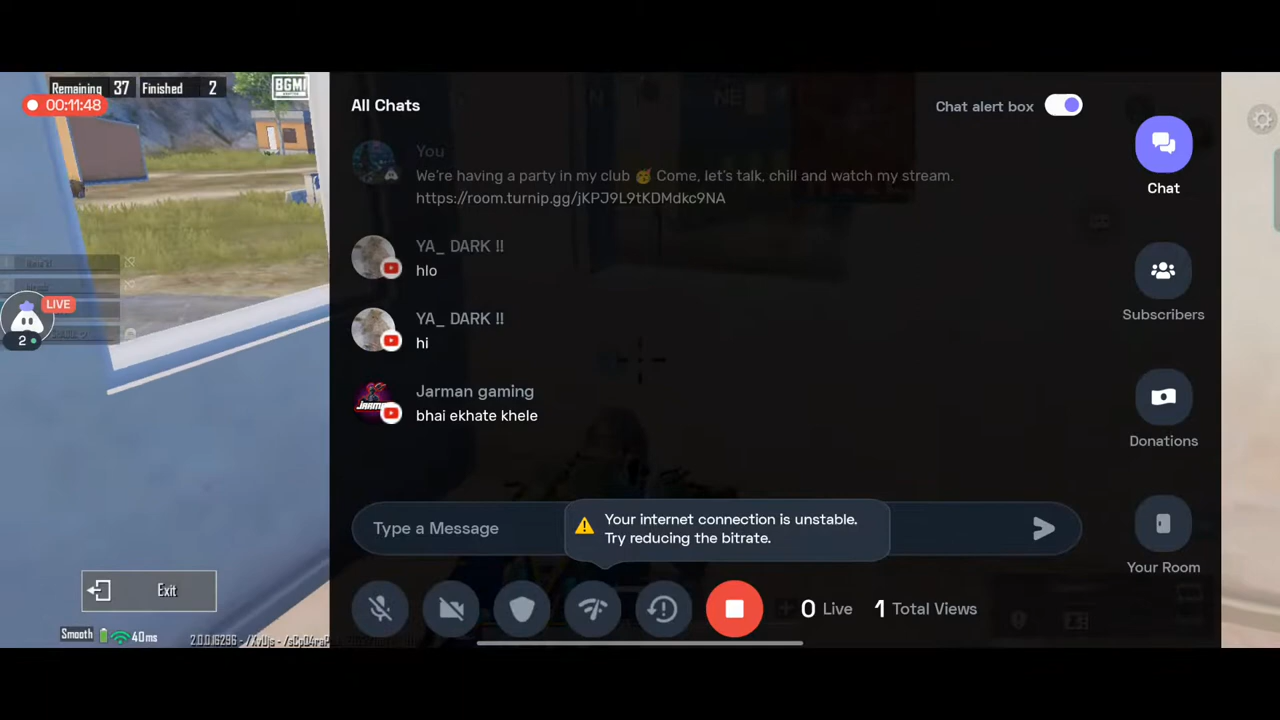 Remaining 37 Finished 2
BGMI
00:11:48
LIVE
2
Exit
Smooth 40ms
All Chats
Chat alert box
You
We're having a party in my club 🥳 Come, let's talk, chill and watch my stream.
https://room.turnip.gg/jKPJ9L9tKDMdkc9NA
YA_ DARK !!
hlo
YA_ DARK !!
hi
Jarman gaming
bhai ekhate khele
Type a Message
Your internet connection is unstable.
Try reducing the bitrate.
0 Live 1 Total Views
Chat
Subscribers
Donations
Your Room
NE